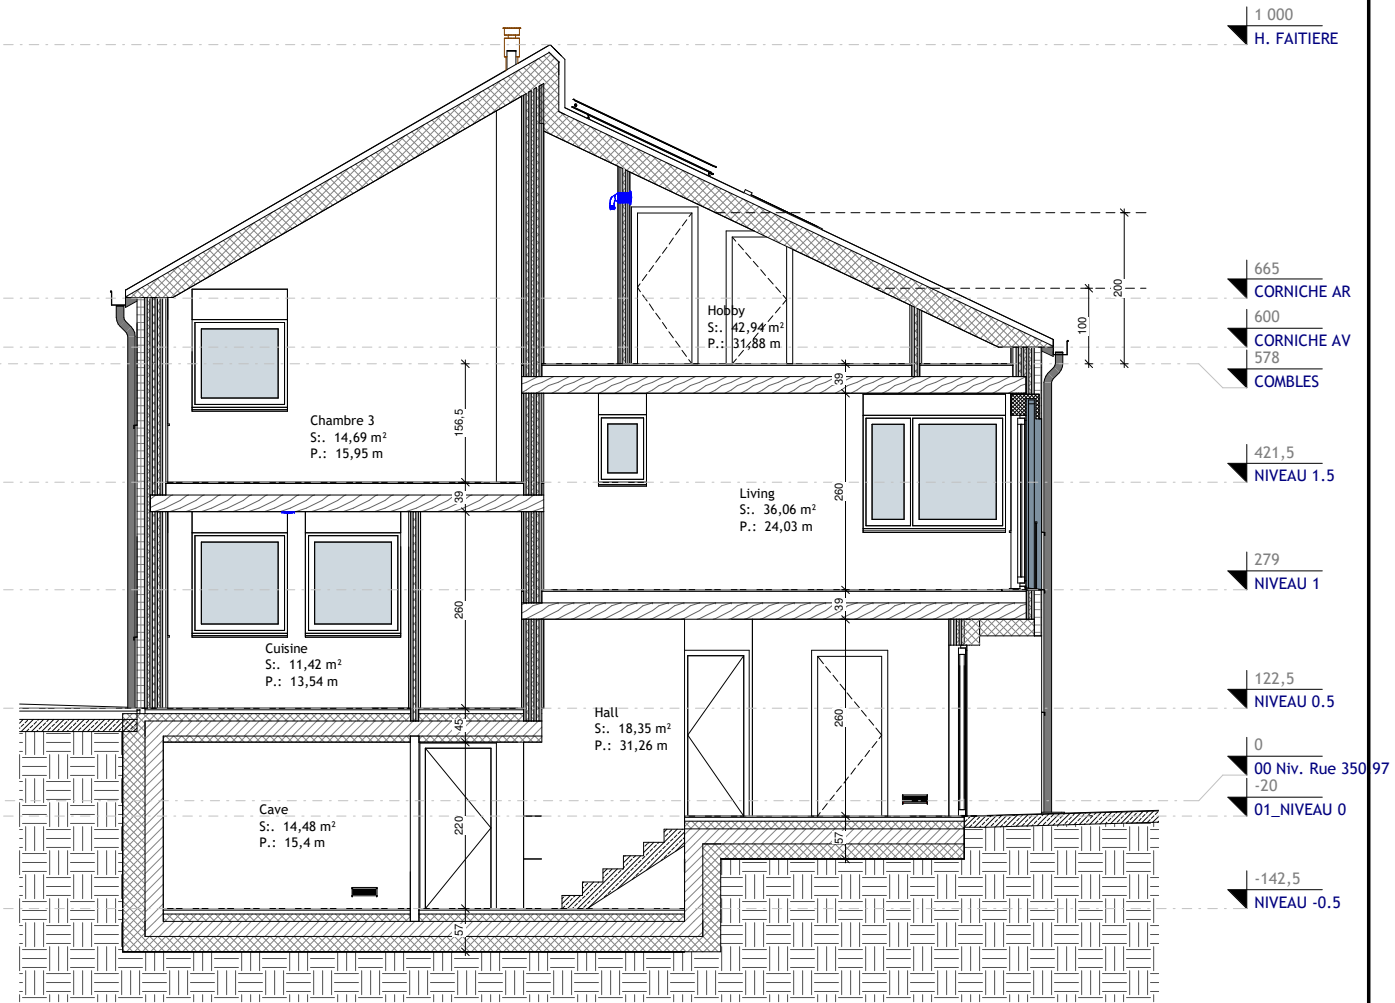 1 000
H. FAITIERE
665
CORNICHE AR
600
CORNICHE AV
578
COMBLES
421,5
NIVEAU 1.5
279
NIVEAU 1
122,5
NIVEAU 0.5
0
00 Niv. Rue 350,97
-20
01_NIVEAU 0
-142,5
NIVEAU -0.5
Hobby
S:. 42,94 m²
P.: 31,88 m
200
100
39
Chambre 3
S:. 14,69 m²
P.: 15,95 m
156,5
39
Living
S:. 36,06 m²
P.: 24,03 m
260
39
Cuisine
S:. 11,42 m²
P.: 13,54 m
260
45
Hall
S:. 18,35 m²
P.: 31,26 m
260
57
Cave
S:. 14,48 m²
P.: 15,4 m
220
57